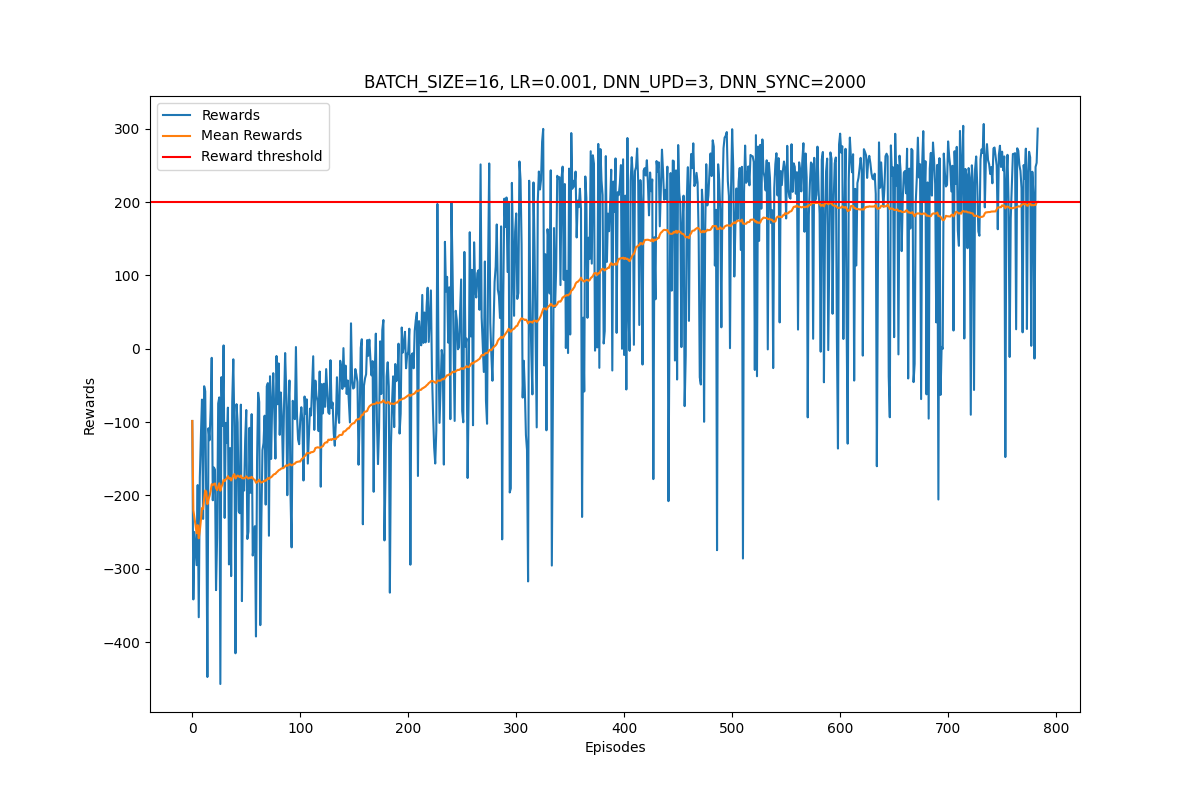 BATCH_SIZE=16, LR=0.001, DNN_UPD=3, DNN_SYNC=2000
Rewards
Mean Rewards
Reward threshold
300
200
100
0
−100
−200
−300
−400
Rewards
0 100 200 300 400 500 600 700 800
Episodes